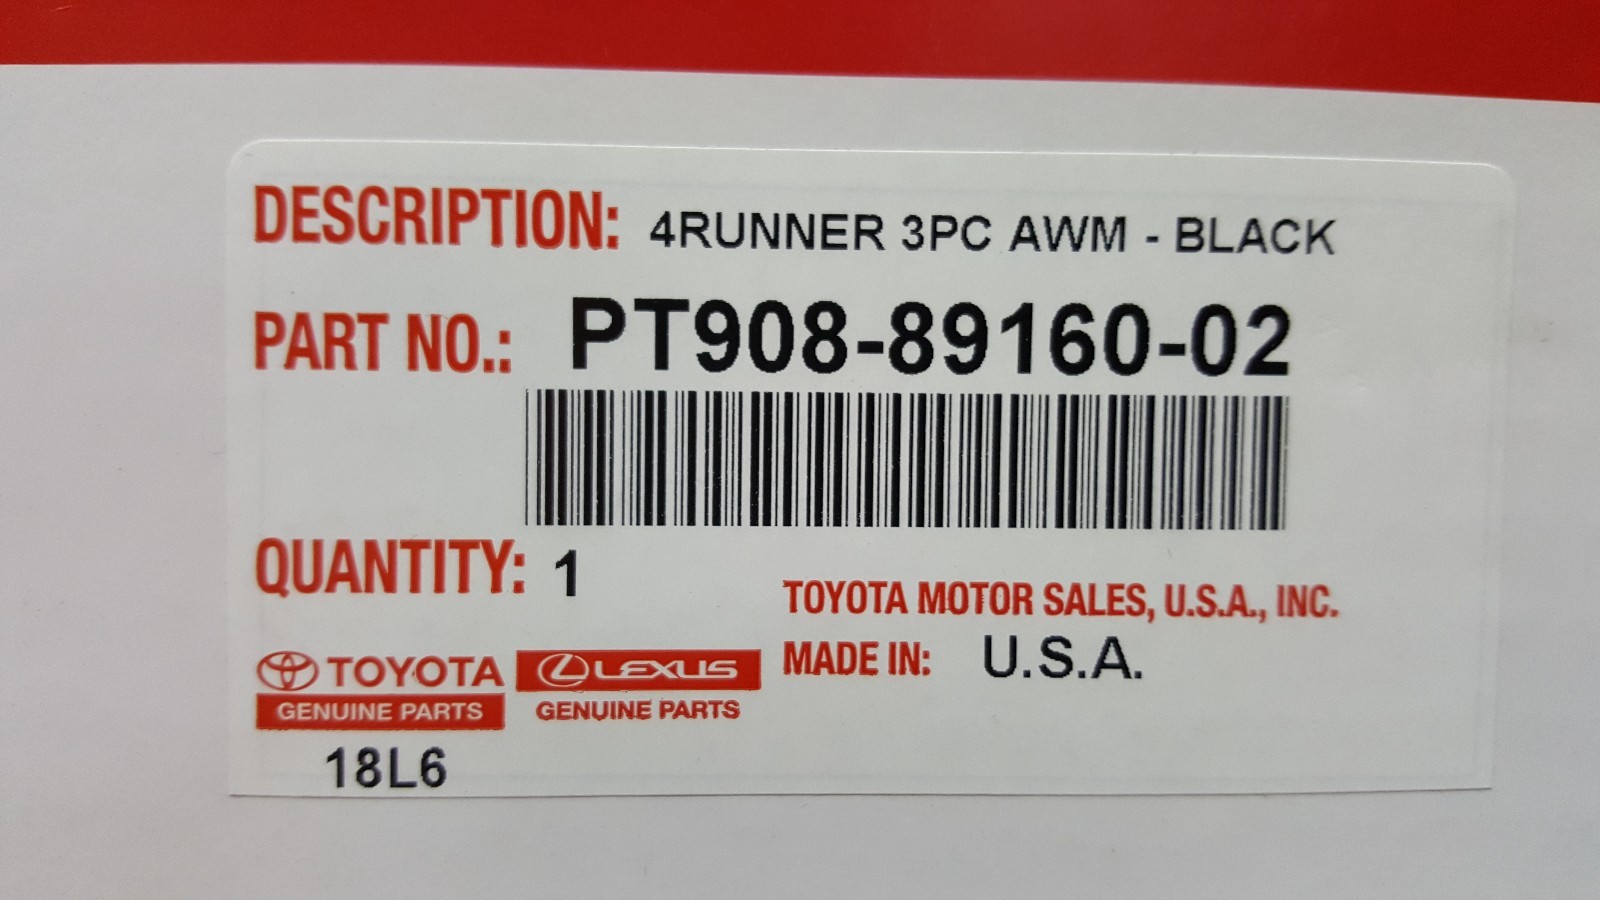 DESCRIPTION: 4RUNNER 3PC AWM - BLACK
PART NO.: PT908-89160-02
QUANTITY: 1
TOYOTA MOTOR SALES, U.S.A., INC.
MADE IN: U.S.A.
TOYOTA
GENUINE PARTS
LEXUS
GENUINE PARTS
18L6